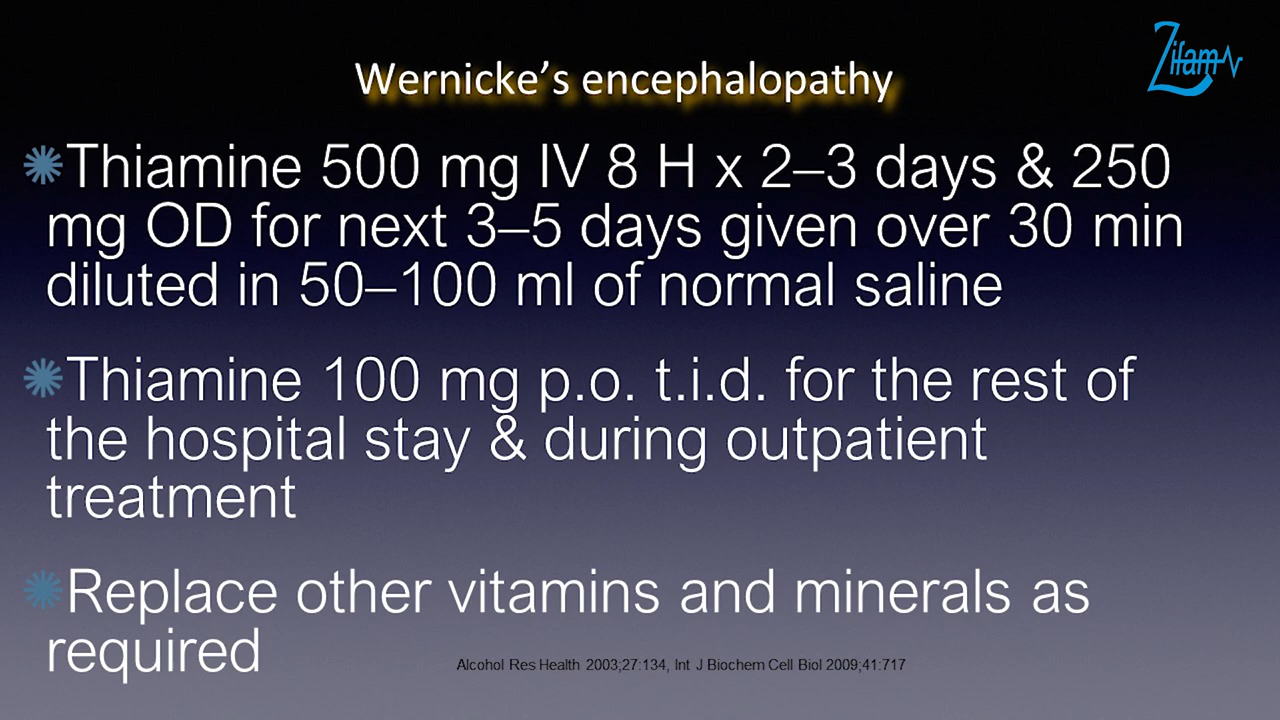 Zifam
Wernicke’s encephalopathy
Thiamine 500 mg IV 8 H x 2–3 days & 250
mg OD for next 3–5 days given over 30 min
diluted in 50–100 ml of normal saline
Thiamine 100 mg p.o. t.i.d. for the rest of
the hospital stay & during outpatient
treatment
Replace other vitamins and minerals as
required
Alcohol Res Health 2003;27:134, Int J Biochem Cell Biol 2009;41:717